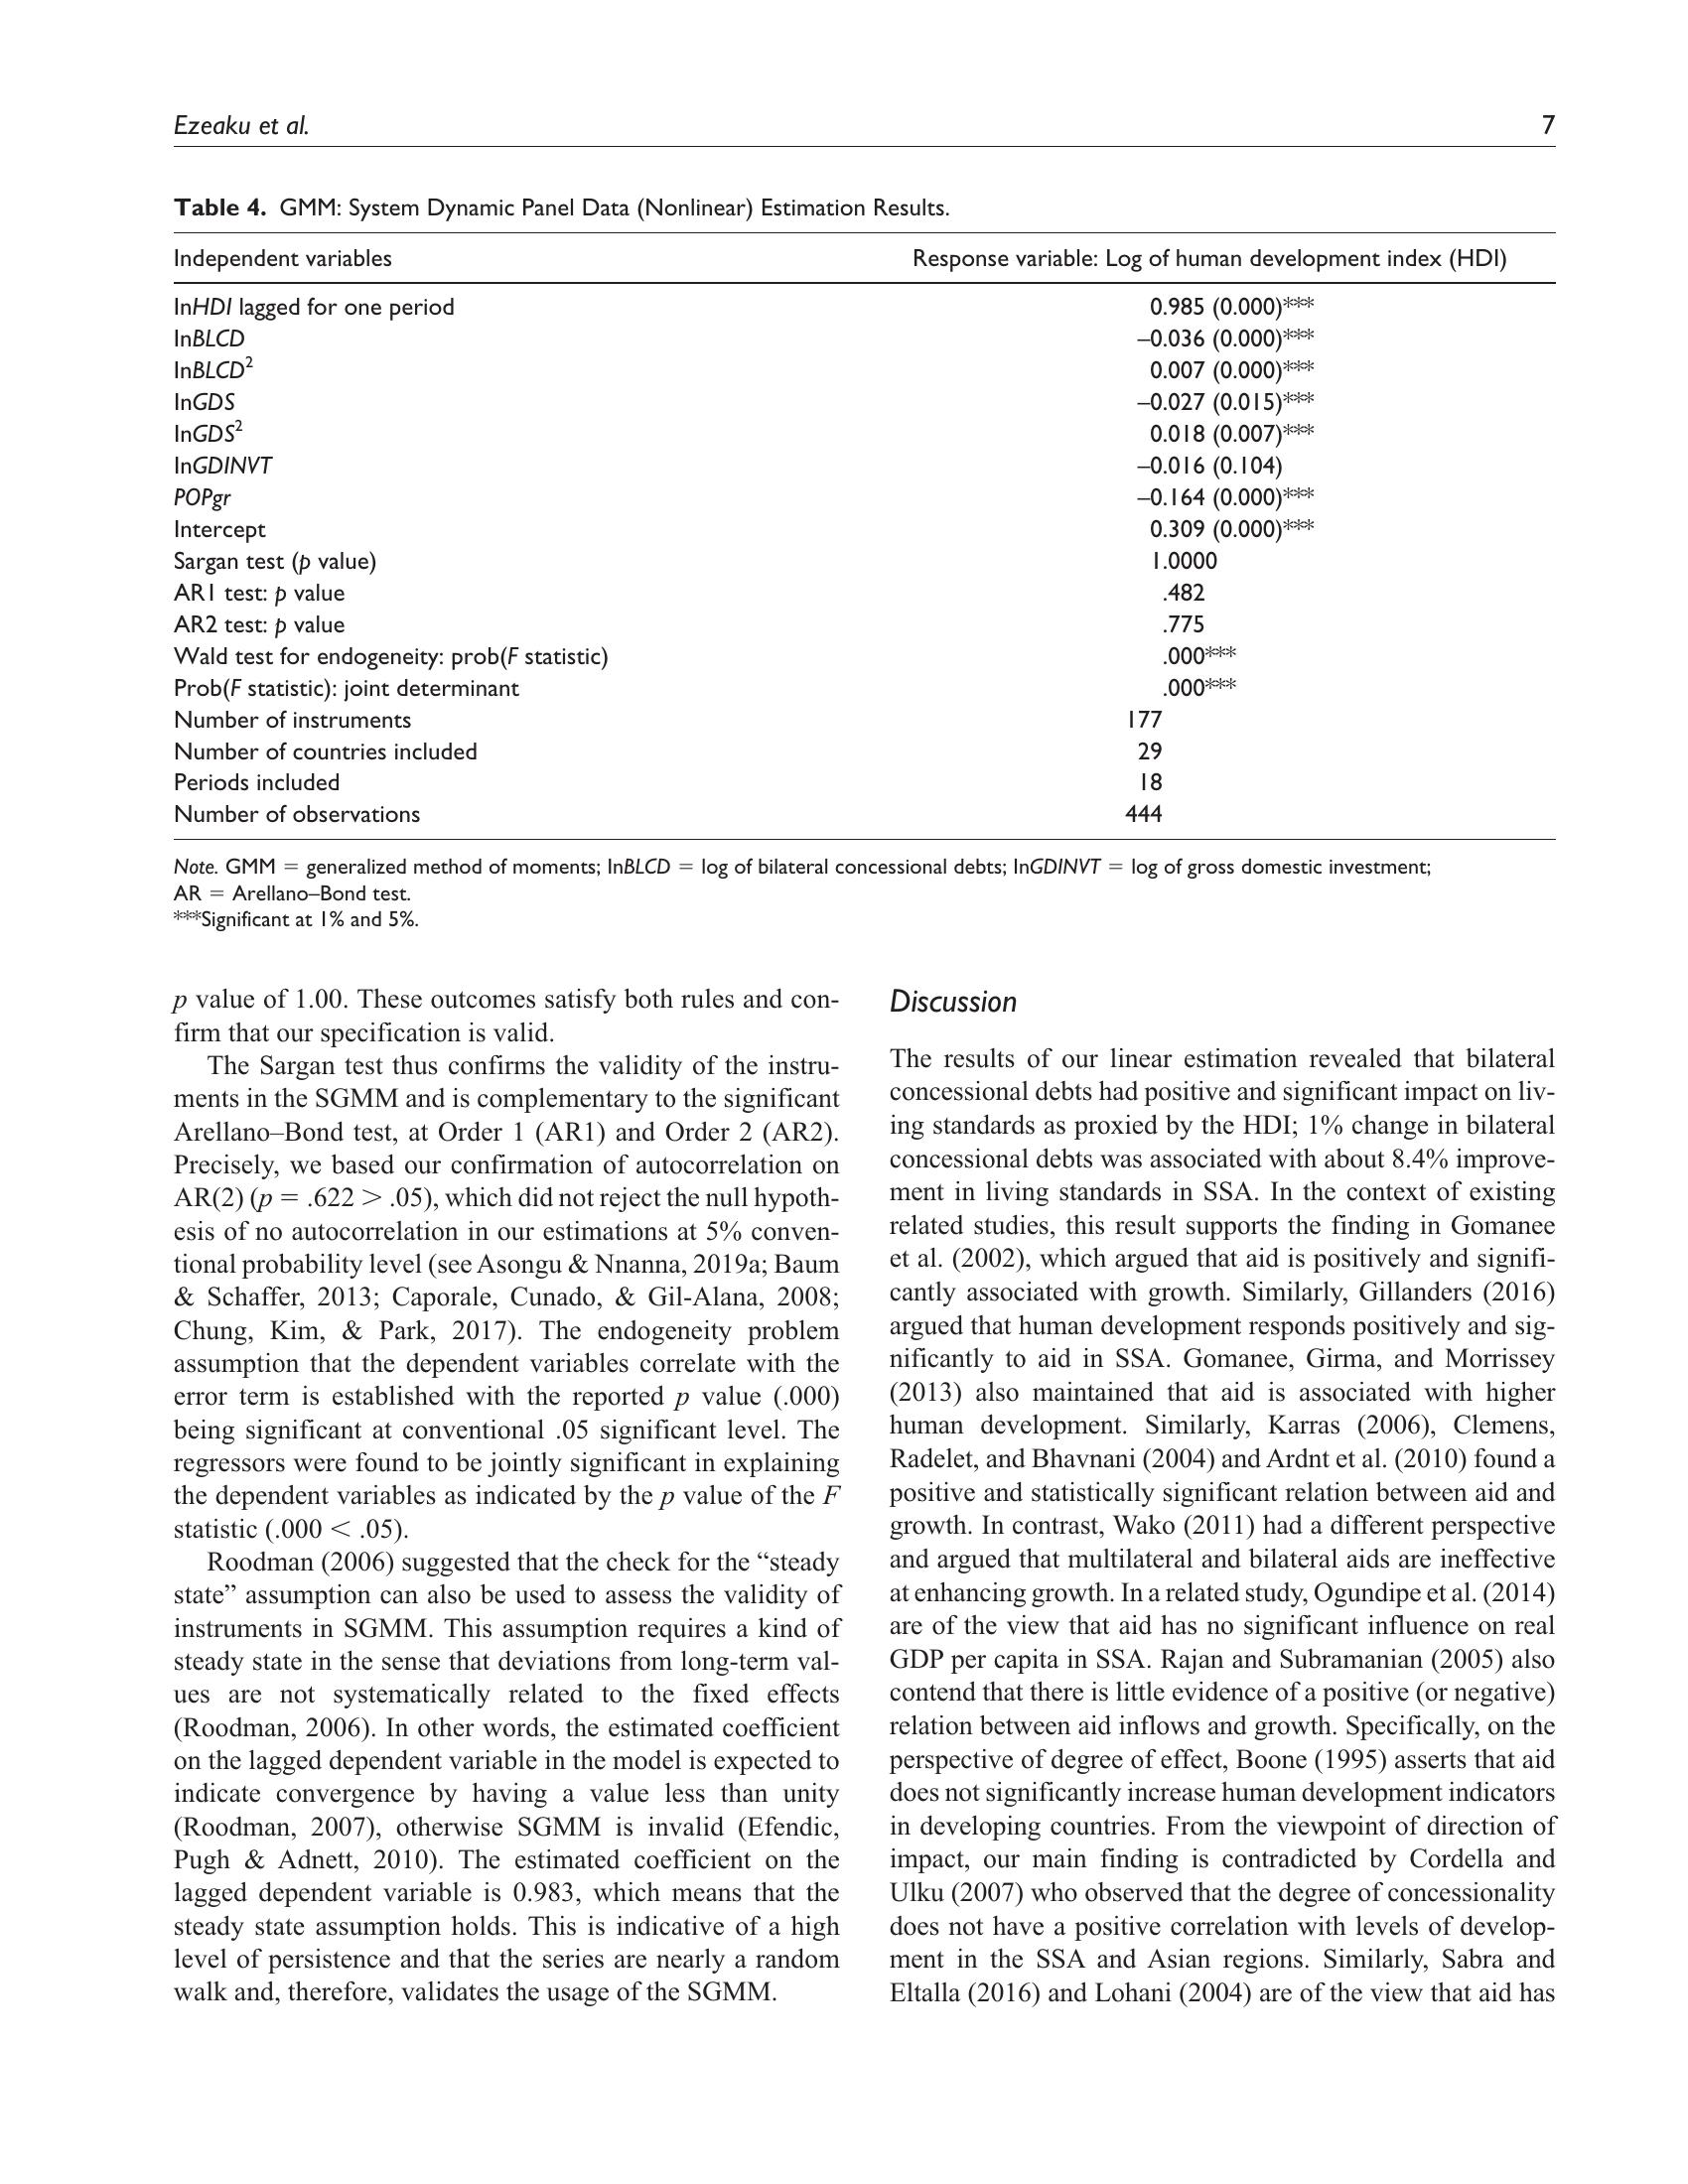 Ezeaku et al.
7
Table 4. GMM: System Dynamic Panel Data (Nonlinear) Estimation Results.
Independent variables Response variable: Log of human development index (HDI)
lnHDI lagged for one period 0.985 (0.000)***
lnBLCD –0.036 (0.000)***
lnBLCD² 0.007 (0.000)***
lnGDS –0.027 (0.015)***
lnGDS² 0.018 (0.007)***
lnGDINVT –0.016 (0.104)
POPgr –0.164 (0.000)***
Intercept 0.309 (0.000)***
Sargan test (p value) 1.0000
AR1 test: p value .482
AR2 test: p value .775
Wald test for endogeneity: prob(F statistic) .000***
Prob(F statistic): joint determinant .000***
Number of instruments 177
Number of countries included 29
Periods included 18
Number of observations 444
Note. GMM = generalized method of moments; lnBLCD = log of bilateral concessional debts; lnGDINVT = log of gross domestic investment;
AR = Arellano–Bond test.
***Significant at 1% and 5%.
p value of 1.00. These outcomes satisfy both rules and con-
firm that our specification is valid.
The Sargan test thus confirms the validity of the instru-
ments in the SGMM and is complementary to the significant
Arellano–Bond test, at Order 1 (AR1) and Order 2 (AR2).
Precisely, we based our confirmation of autocorrelation on
AR(2) (p = .622 > .05), which did not reject the null hypoth-
esis of no autocorrelation in our estimations at 5% conven-
tional probability level (see Asongu & Nnanna, 2019a; Baum
& Schaffer, 2013; Caporale, Cunado, & Gil-Alana, 2008;
Chung, Kim, & Park, 2017). The endogeneity problem
assumption that the dependent variables correlate with the
error term is established with the reported p value (.000)
being significant at conventional .05 significant level. The
regressors were found to be jointly significant in explaining
the dependent variables as indicated by the p value of the F
statistic (.000 < .05).
Roodman (2006) suggested that the check for the “steady
state” assumption can also be used to assess the validity of
instruments in SGMM. This assumption requires a kind of
steady state in the sense that deviations from long-term val-
ues are not systematically related to the fixed effects
(Roodman, 2006). In other words, the estimated coefficient
on the lagged dependent variable in the model is expected to
indicate convergence by having a value less than unity
(Roodman, 2007), otherwise SGMM is invalid (Efendic,
Pugh & Adnett, 2010). The estimated coefficient on the
lagged dependent variable is 0.983, which means that the
steady state assumption holds. This is indicative of a high
level of persistence and that the series are nearly a random
walk and, therefore, validates the usage of the SGMM.
Discussion
The results of our linear estimation revealed that bilateral
concessional debts had positive and significant impact on liv-
ing standards as proxied by the HDI; 1% change in bilateral
concessional debts was associated with about 8.4% improve-
ment in living standards in SSA. In the context of existing
related studies, this result supports the finding in Gomanee
et al. (2002), which argued that aid is positively and signifi-
cantly associated with growth. Similarly, Gillanders (2016)
argued that human development responds positively and sig-
nificantly to aid in SSA. Gomanee, Girma, and Morrissey
(2013) also maintained that aid is associated with higher
human development. Similarly, Karras (2006), Clemens,
Radelet, and Bhavnani (2004) and Ardnt et al. (2010) found a
positive and statistically significant relation between aid and
growth. In contrast, Wako (2011) had a different perspective
and argued that multilateral and bilateral aids are ineffective
at enhancing growth. In a related study, Ogundipe et al. (2014)
are of the view that aid has no significant influence on real
GDP per capita in SSA. Rajan and Subramanian (2005) also
contend that there is little evidence of a positive (or negative)
relation between aid inflows and growth. Specifically, on the
perspective of degree of effect, Boone (1995) asserts that aid
does not significantly increase human development indicators
in developing countries. From the viewpoint of direction of
impact, our main finding is contradicted by Cordella and
Ulku (2007) who observed that the degree of concessionality
does not have a positive correlation with levels of develop-
ment in the SSA and Asian regions. Similarly, Sabra and
Eltalla (2016) and Lohani (2004) are of the view that aid has